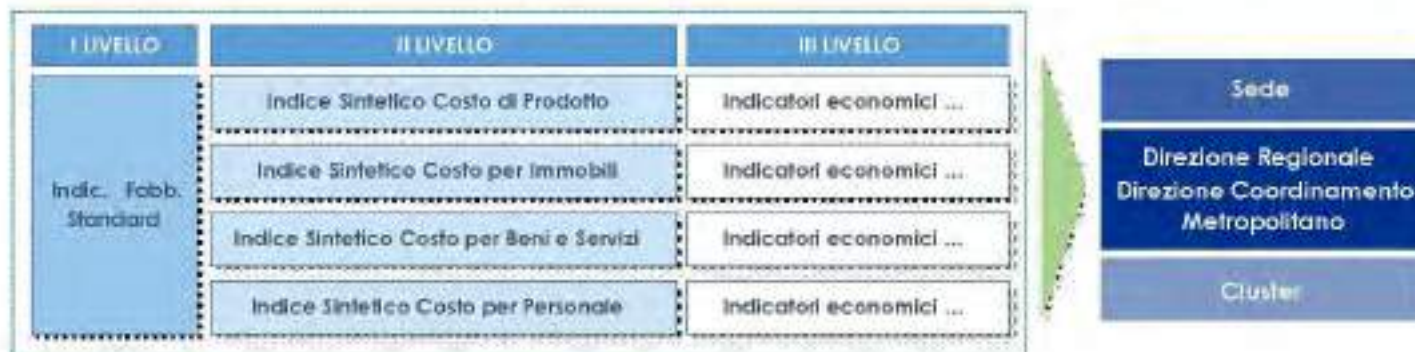 I LIVELLO
II LIVELLO
III LIVELLO
Indic. Fabb.
Standard
Indice Sintetico Costo di Prodotto
Indicatori economici ...
Indice Sintetico Costo per Immobili
Indicatori economici ...
Indice Sintetico Costo per Beni e Servizi
Indicatori economici ...
Indice Sintetico Costo per Personale
Indicatori economici ...
Sede
Direzione Regionale
Direzione Coordinamento
Metropolitano
Cluster